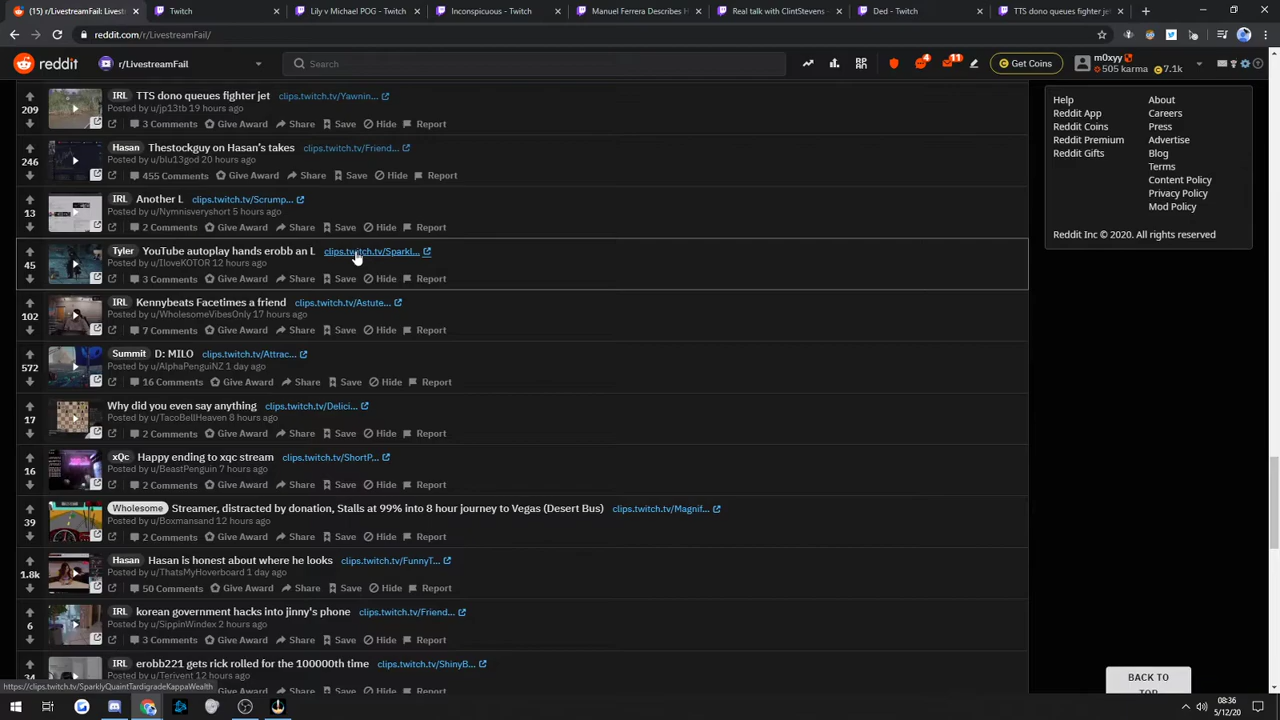 (15) r/LivestreamFail: Livestr
Twitch
Lily v Michael POG - Twitch
Inconspicuous - Twitch
Manuel Ferrera Describes H
Real talk with ClintStevens -
Ded - Twitch
TTS dono queues fighter jet
reddit.com/r/LivestreamFail/
reddit
r/LivestreamFail
Search
4
11
Get Coins
m0xyy
505 karma
7.1k
209
IRL TTS dono queues fighter jet clips.twitch.tv/Yawnin...
Posted by u/jp13tb 19 hours ago
3 Comments Give Award Share Save Hide Report
246
Hasan Thestockguy on Hasan's takes clips.twitch.tv/Friend...
Posted by u/blu13god 20 hours ago
455 Comments Give Award Share Save Hide Report
13
IRL Another L clips.twitch.tv/Scrump...
Posted by u/Nymnisveryshort 5 hours ago
2 Comments Give Award Share Save Hide Report
45
Tyler YouTube autoplay hands erobb an L clips.twitch.tv/Sparkl...
Posted by u/IloveKOTOR 12 hours ago
3 Comments Give Award Share Save Hide Report
102
IRL Kennybeats Facetimes a friend clips.twitch.tv/Astute...
Posted by u/WholesomeVibesOnly 17 hours ago
7 Comments Give Award Share Save Hide Report
572
Summit D: MILO clips.twitch.tv/Attrac...
Posted by u/AlphaPenguiNZ 1 day ago
16 Comments Give Award Share Save Hide Report
17
Why did you even say anything clips.twitch.tv/Delici...
Posted by u/TacoBellHeaven 8 hours ago
2 Comments Give Award Share Save Hide Report
16
xQc Happy ending to xqc stream clips.twitch.tv/ShortP...
Posted by u/BeastPenguin 7 hours ago
2 Comments Give Award Share Save Hide Report
39
Wholesome Streamer, distracted by donation, Stalls at 99% into 8 hour journey to Vegas (Desert Bus) clips.twitch.tv/Magnif...
Posted by u/Boxmansand 12 hours ago
2 Comments Give Award Share Save Hide Report
1.8k
Hasan Hasan is honest about where he looks clips.twitch.tv/FunnyT...
Posted by u/ThatsMyHoverboard 1 day ago
50 Comments Give Award Share Save Hide Report
6
IRL korean government hacks into jinny's phone clips.twitch.tv/Friend...
Posted by u/SippinWindex 2 hours ago
3 Comments Give Award Share Save Hide Report
34
IRL erobb221 gets rick rolled for the 100000th time clips.twitch.tv/ShinyB...
Posted by u/Terivent 12 hours ago
Give Award Share Save Hide Report
Help About
Reddit App Careers
Reddit Coins Press
Reddit Premium Advertise
Reddit Gifts Blog
Terms
Content Policy
Privacy Policy
Mod Policy
Reddit Inc © 2020. All rights reserved
BACK TO
TOP
https://clips.twitch.tv/SparklyQuaintTardigradeKappaWealth
08:36
5/12/20